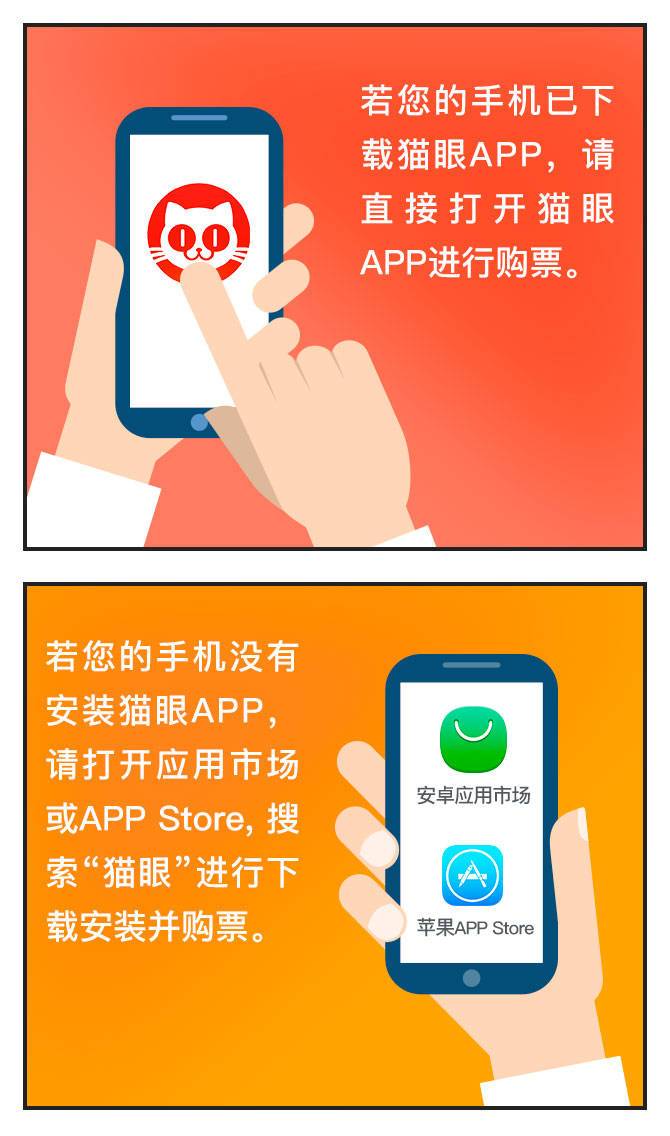 若您的手机已下
载猫眼APP，请
直接打开猫眼
APP进行购票。
若您的手机没有
安装猫眼APP，
请打开应用市场
或APP Store, 搜
索“猫眼”进行下
载安装并购票。
安卓应用市场
苹果APP Store